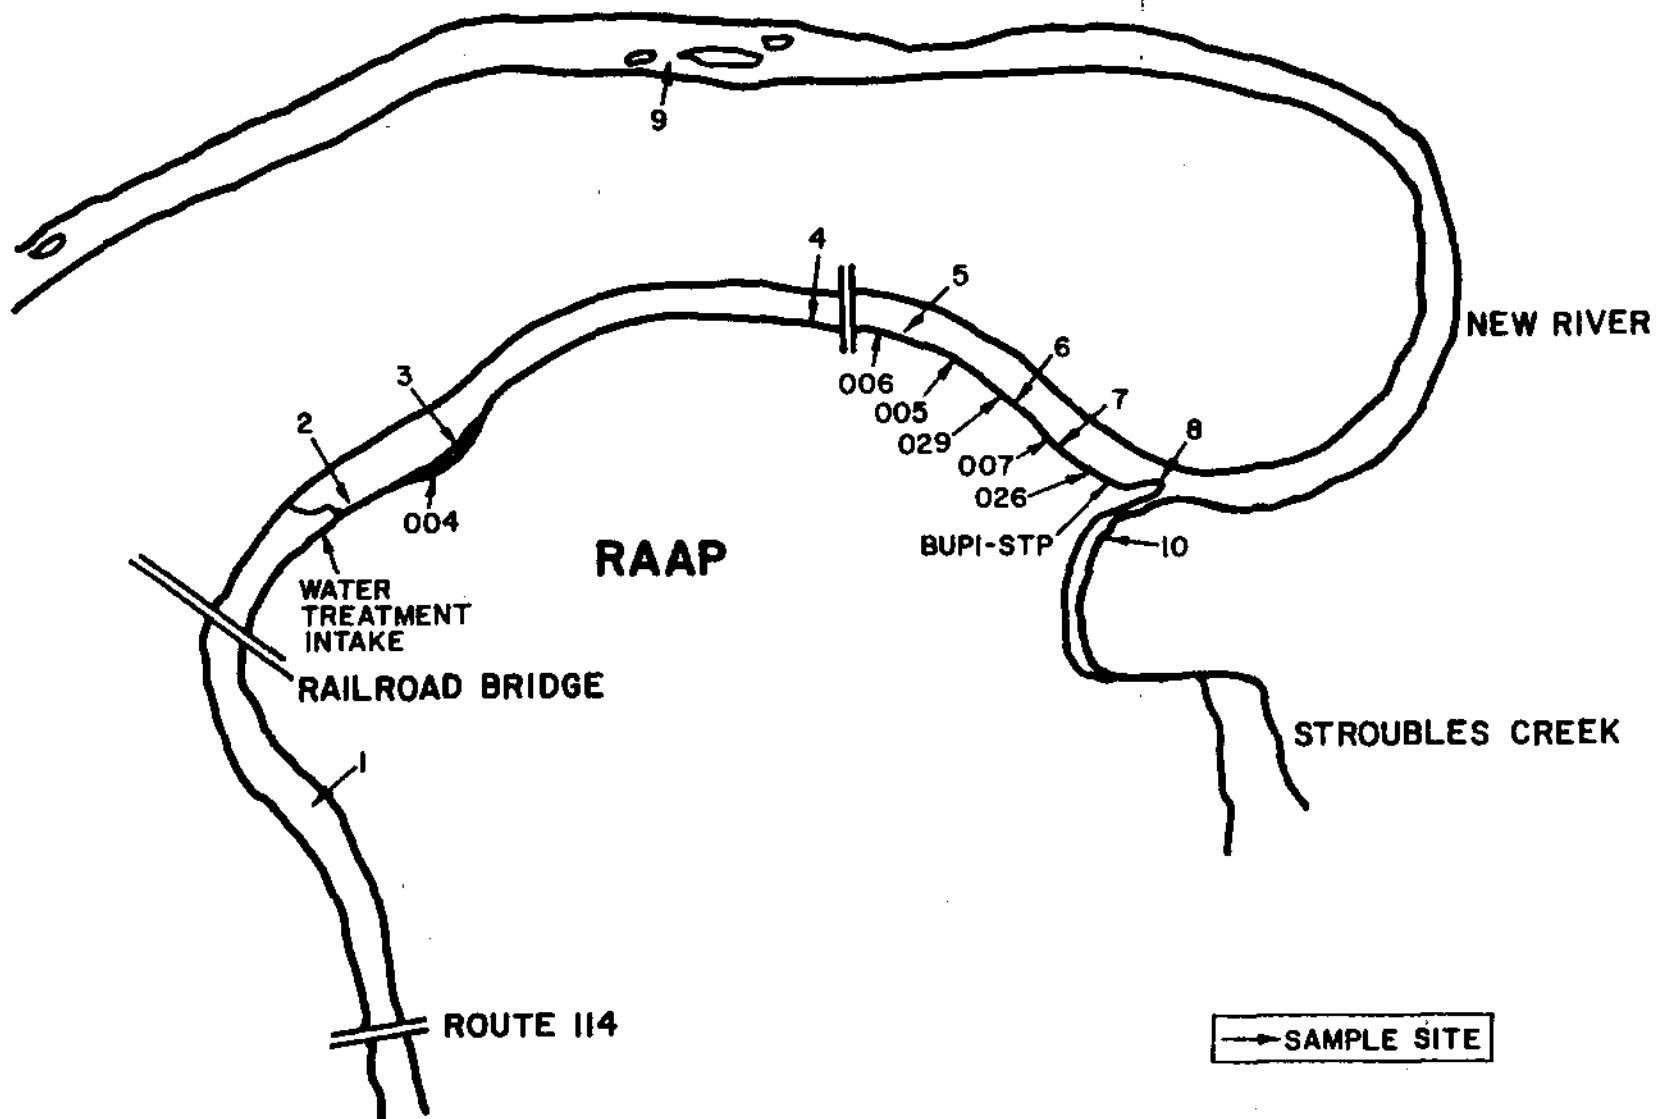 9
4
5
NEW RIVER
6
3
006
7
005
2
8
029
007
026
004
BUPI-STP
10
RAAP
WATER
TREATMENT
INTAKE
RAILROAD BRIDGE
STROUBLES CREEK
1
ROUTE 114
SAMPLE SITE